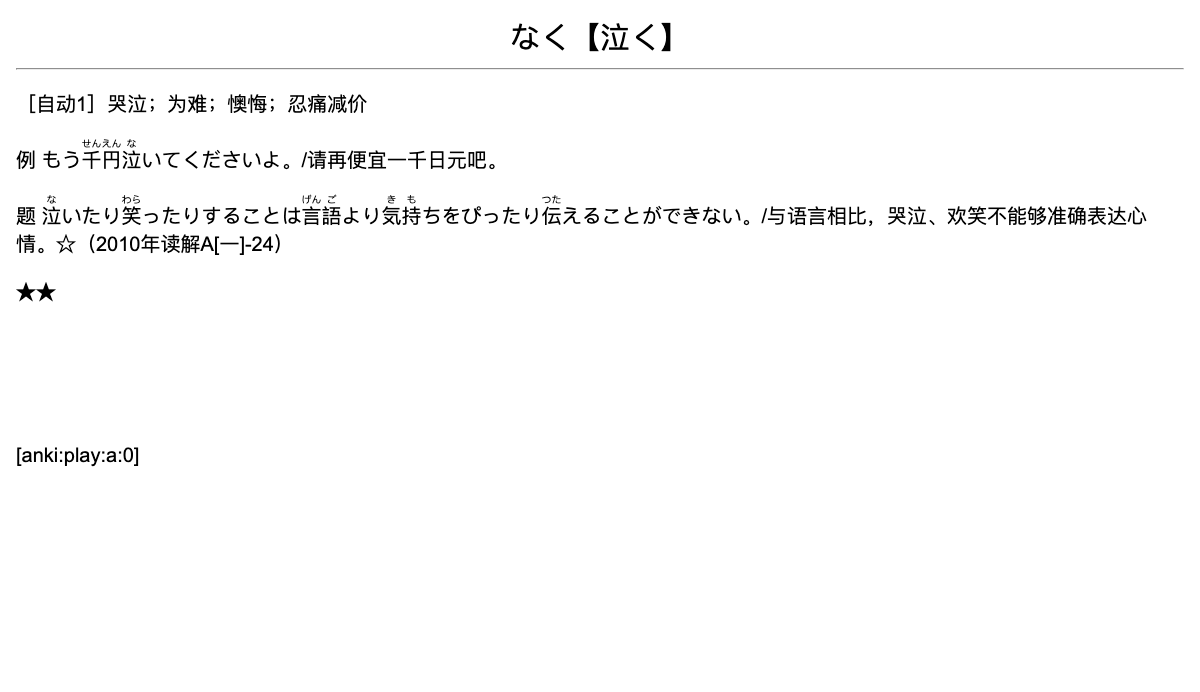 なく【泣く】
［自动1］哭泣；为难；懊悔；忍痛减价
せんえん な
例 もう千円泣いてくださいよ。/请再便宜一千日元吧。
な わら げん ご き も つた
题 泣いたり笑ったりすることは言語より気持ちをぴったり伝えることができない。/与语言相比，哭泣、欢笑不能够准确表达心
情。☆（2010年读解A[一]-24）
★★
[anki:play:a:0]